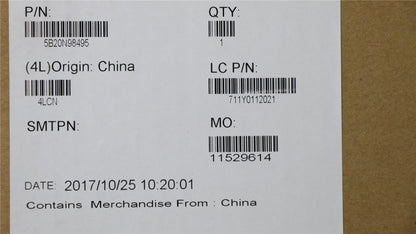 P/N: QTY:
5B20N98495 1
(4L)Origin: China LC P/N:
4LCN 711Y0112021
SMTPN: MO:
11529614
DATE: 2017/10/25 10:20:01
Contains Merchandise From : China